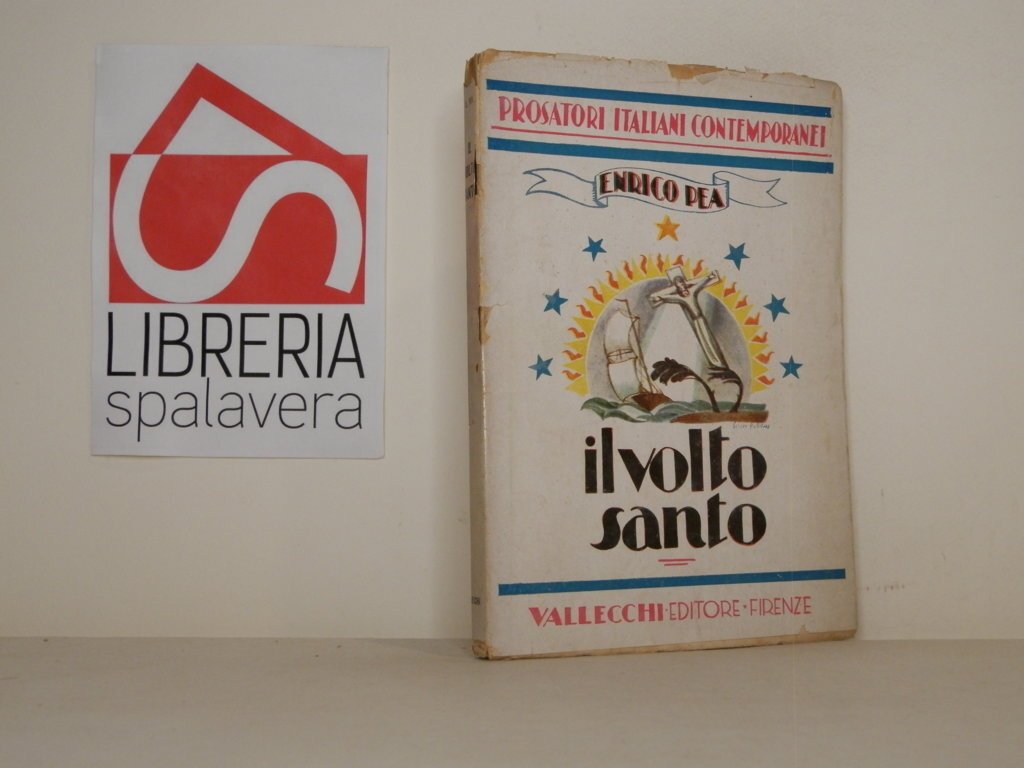 LIBRERIA
spalavera
PROSATORI ITALIANI CONTEMPORANEI
ENRICO PEA
il volto
santo
VALLECCHI · EDITORE · FIRENZE